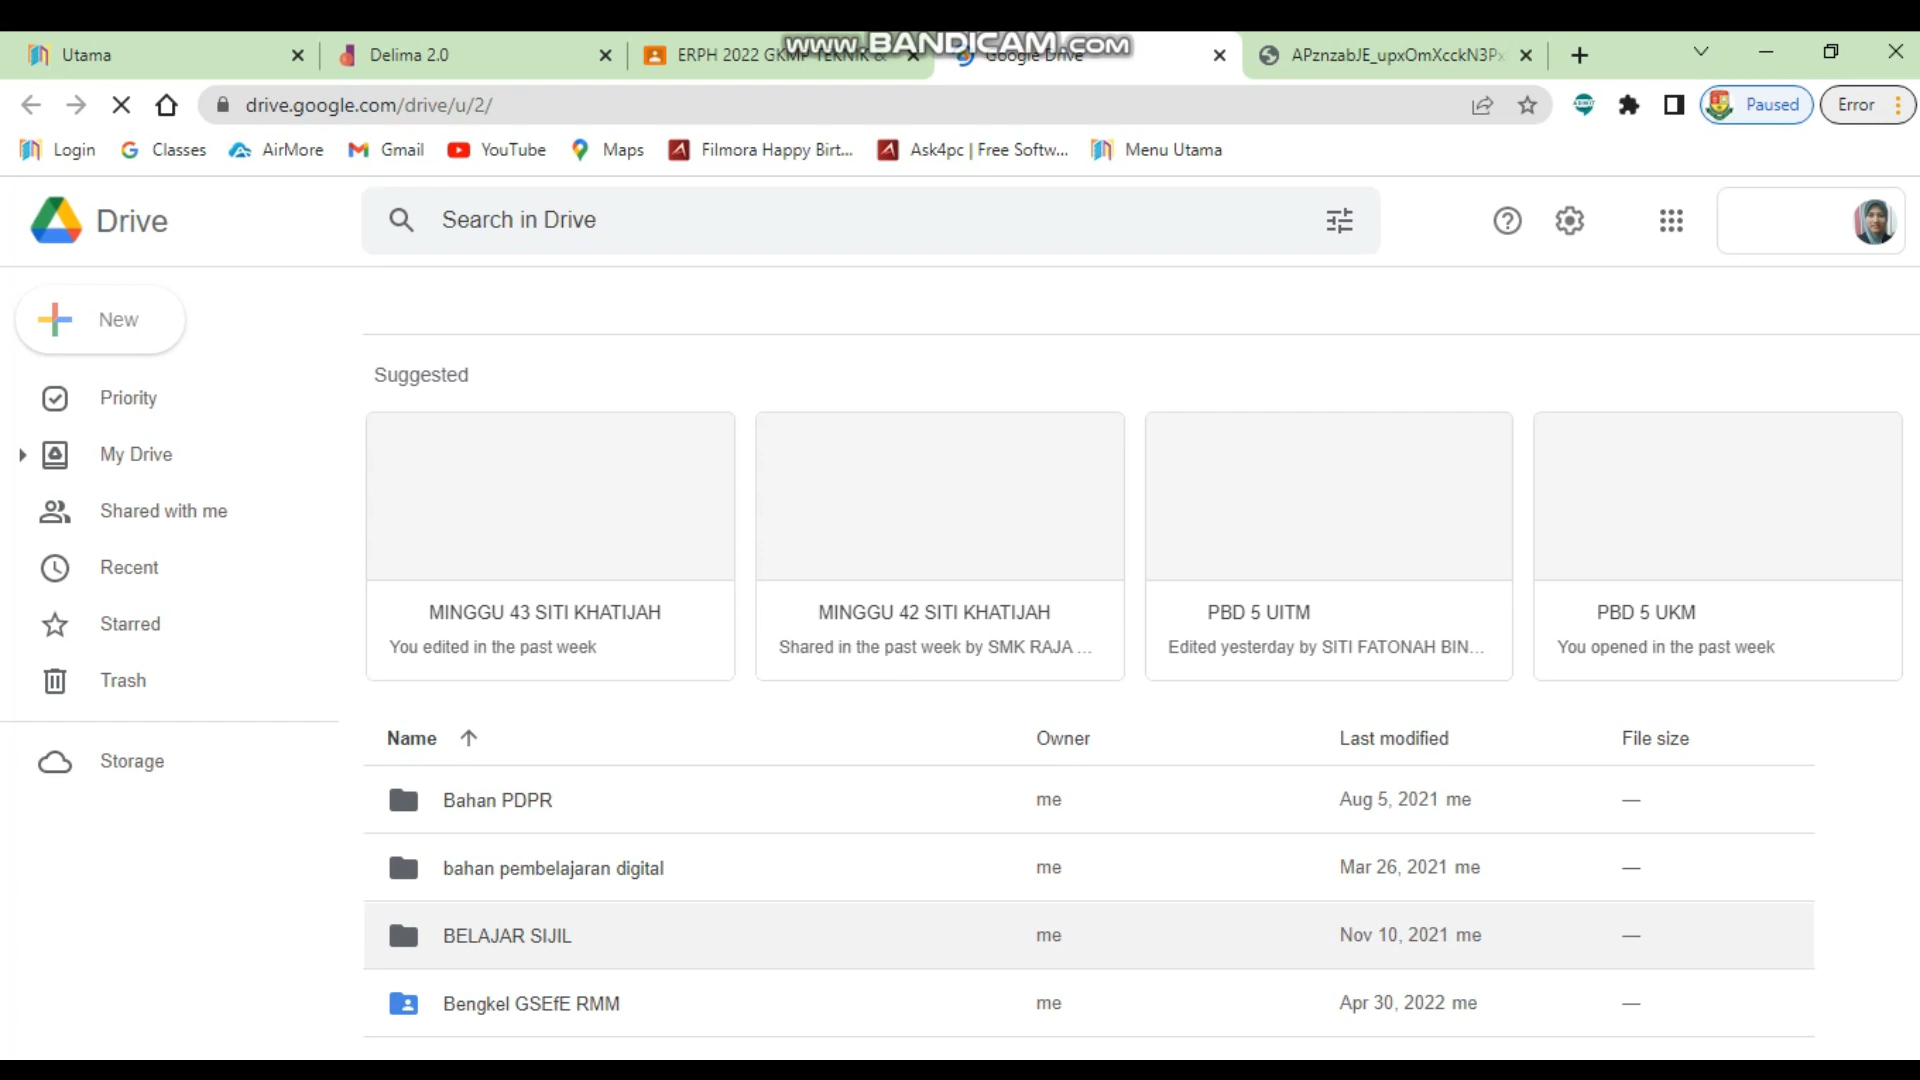 Utama
Delima 2.0
ERPH 2022 GKMP TEKNIK &
Google Drive
www.BANDICAM.com
APznzabJE_upxOmXcckN3Px
drive.google.com/drive/u/2/
Paused
Error
Login
Classes
AirMore
Gmail
YouTube
Maps
Filmora Happy Birt...
Ask4pc | Free Softw...
Menu Utama
Drive
Search in Drive
New
Priority
My Drive
Shared with me
Recent
Starred
Trash
Storage
Suggested
MINGGU 43 SITI KHATIJAH
You edited in the past week
MINGGU 42 SITI KHATIJAH
Shared in the past week by SMK RAJA ...
PBD 5 UITM
Edited yesterday by SITI FATONAH BIN...
PBD 5 UKM
You opened in the past week
Name Owner Last modified File size
Bahan PDPR me Aug 5, 2021 me —
bahan pembelajaran digital me Mar 26, 2021 me —
BELAJAR SIJIL me Nov 10, 2021 me —
Bengkel GSEfE RMM me Apr 30, 2022 me —